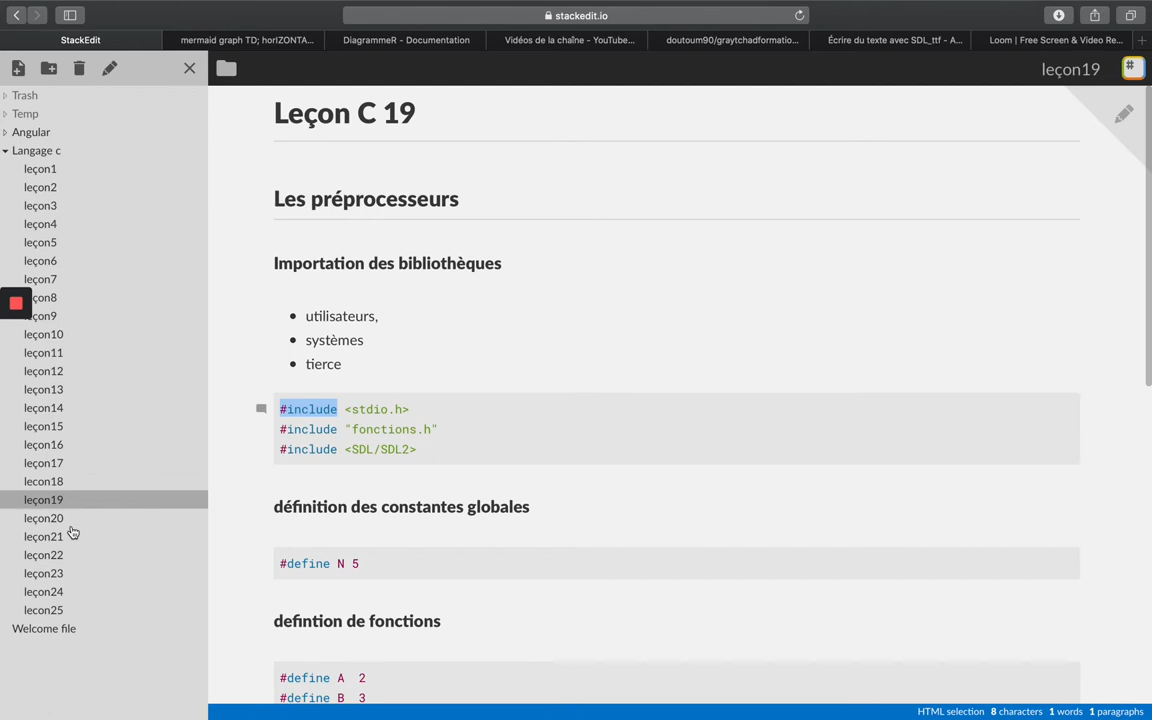 stackedit.io
StackEdit
mermaid graph TD; horIZONTA...
DiagrammeR - Documentation
Vidéos de la chaîne - YouTube...
doutoum90/graytchadformatio...
Écrire du texte avec SDL_ttf - A...
Loom | Free Screen & Video Re...
leçon19
Trash
Temp
Angular
Langage c
leçon1
leçon2
leçon3
leçon4
leçon5
leçon6
leçon7
eçon8
eçon9
leçon10
leçon11
leçon12
leçon13
leçon14
leçon15
leçon16
leçon17
lecon18
leçon19
leçon20
leçon21
leçon22
leçon23
leçon24
lecon25
Welcome file
Leçon C 19
Les préprocesseurs
Importation des bibliothèques
utilisateurs,
systèmes
tierce
#include <stdio.h>
#include "fonctions.h"
#include <SDL/SDL2>
définition des constantes globales
#define N 5
defintion de fonctions
#define A 2
#define B 3
HTML selection 8 characters 1 words 1 paragraphs